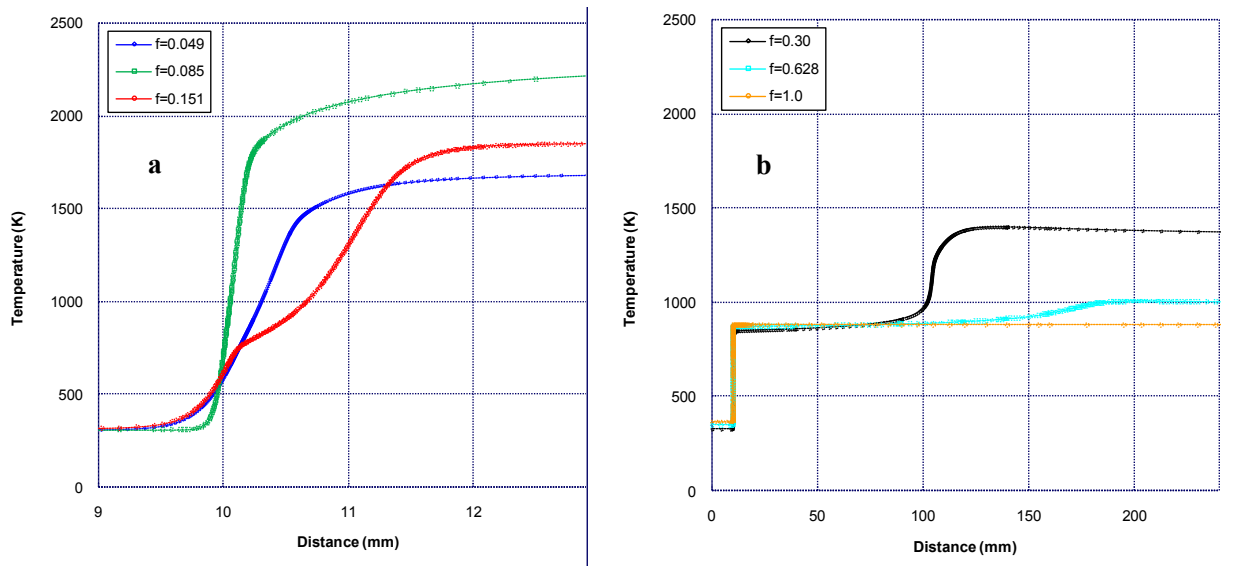 2500
2000
1500
1000
500
0
Temperature (K)
f=0.049
f=0.085
f=0.151
a
9
10
11
12
Distance (mm)
2500
2000
1500
1000
500
0
Temperature (K)
f=0.30
f=0.628
f=1.0
b
0
50
100
150
200
Distance (mm)